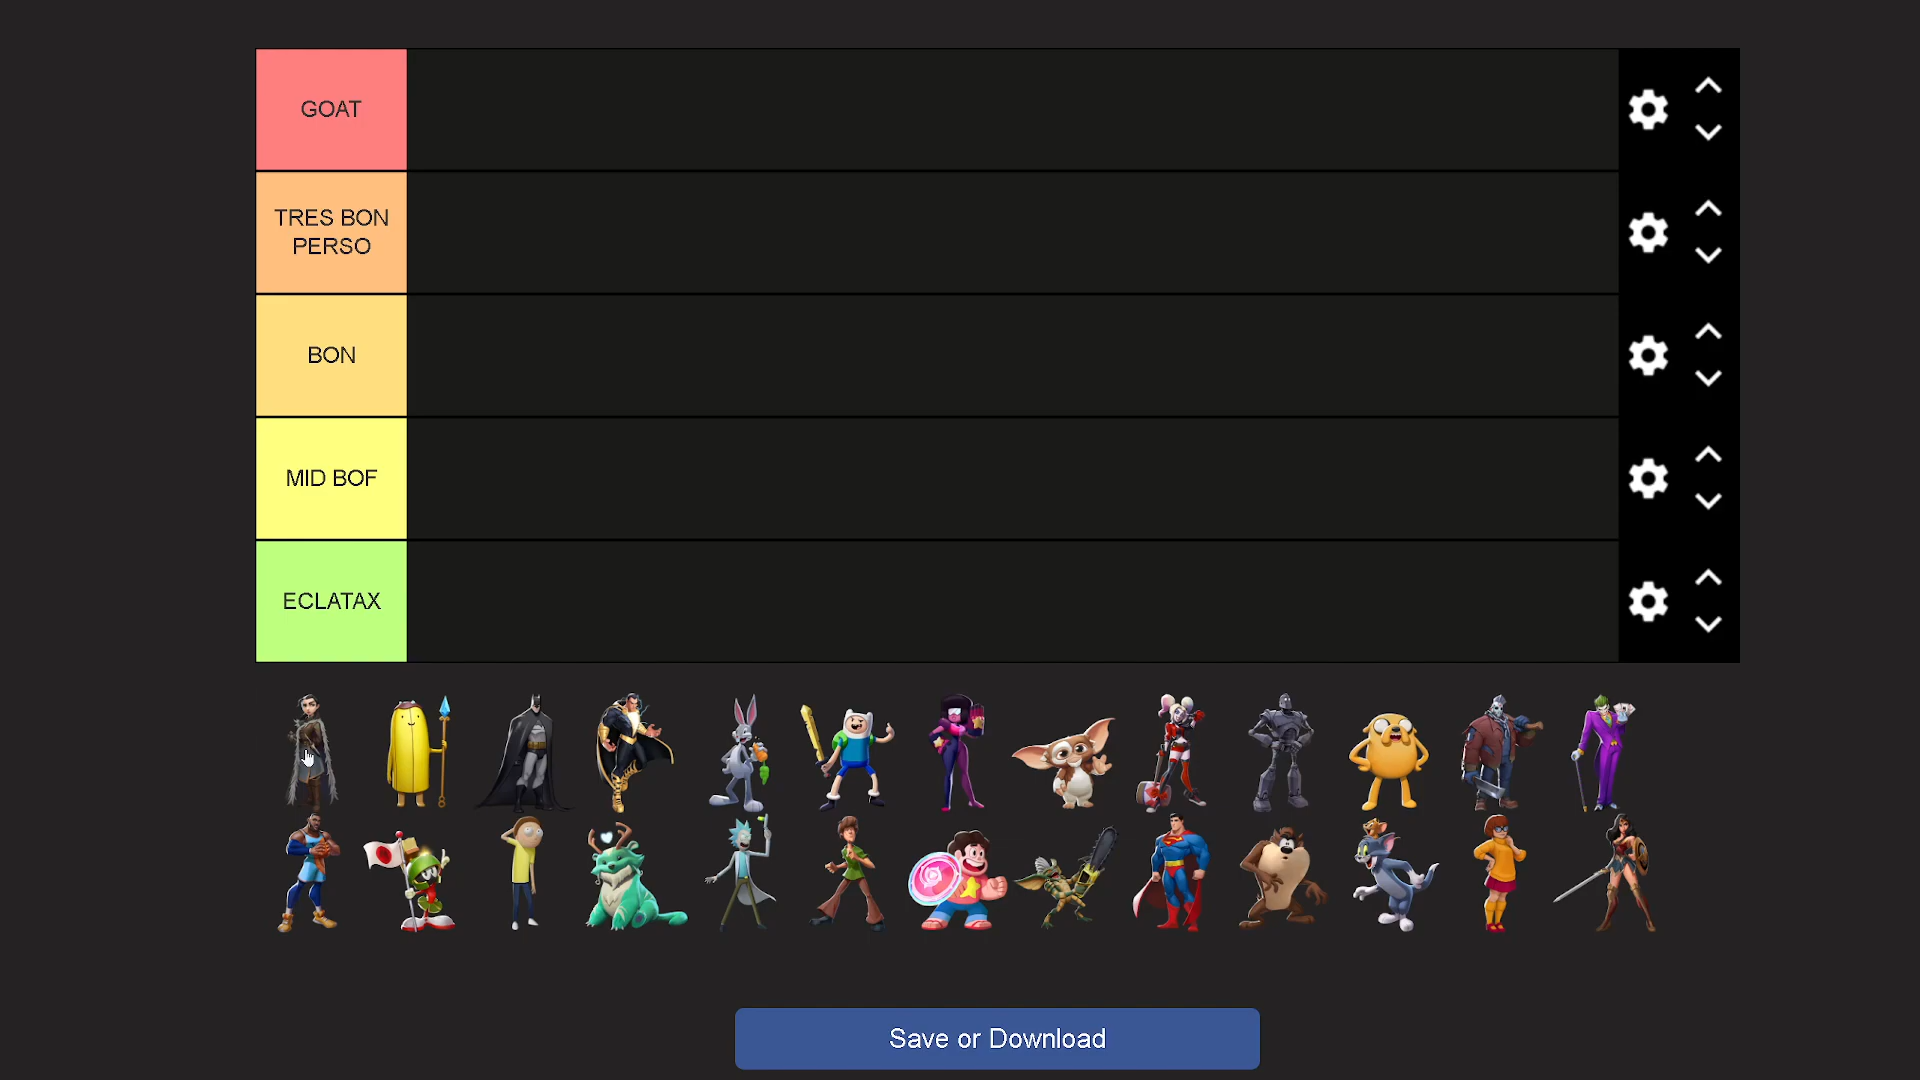 GOAT
TRES BON
PERSO
BON
MID BOF
ECLATAX
Save or Download